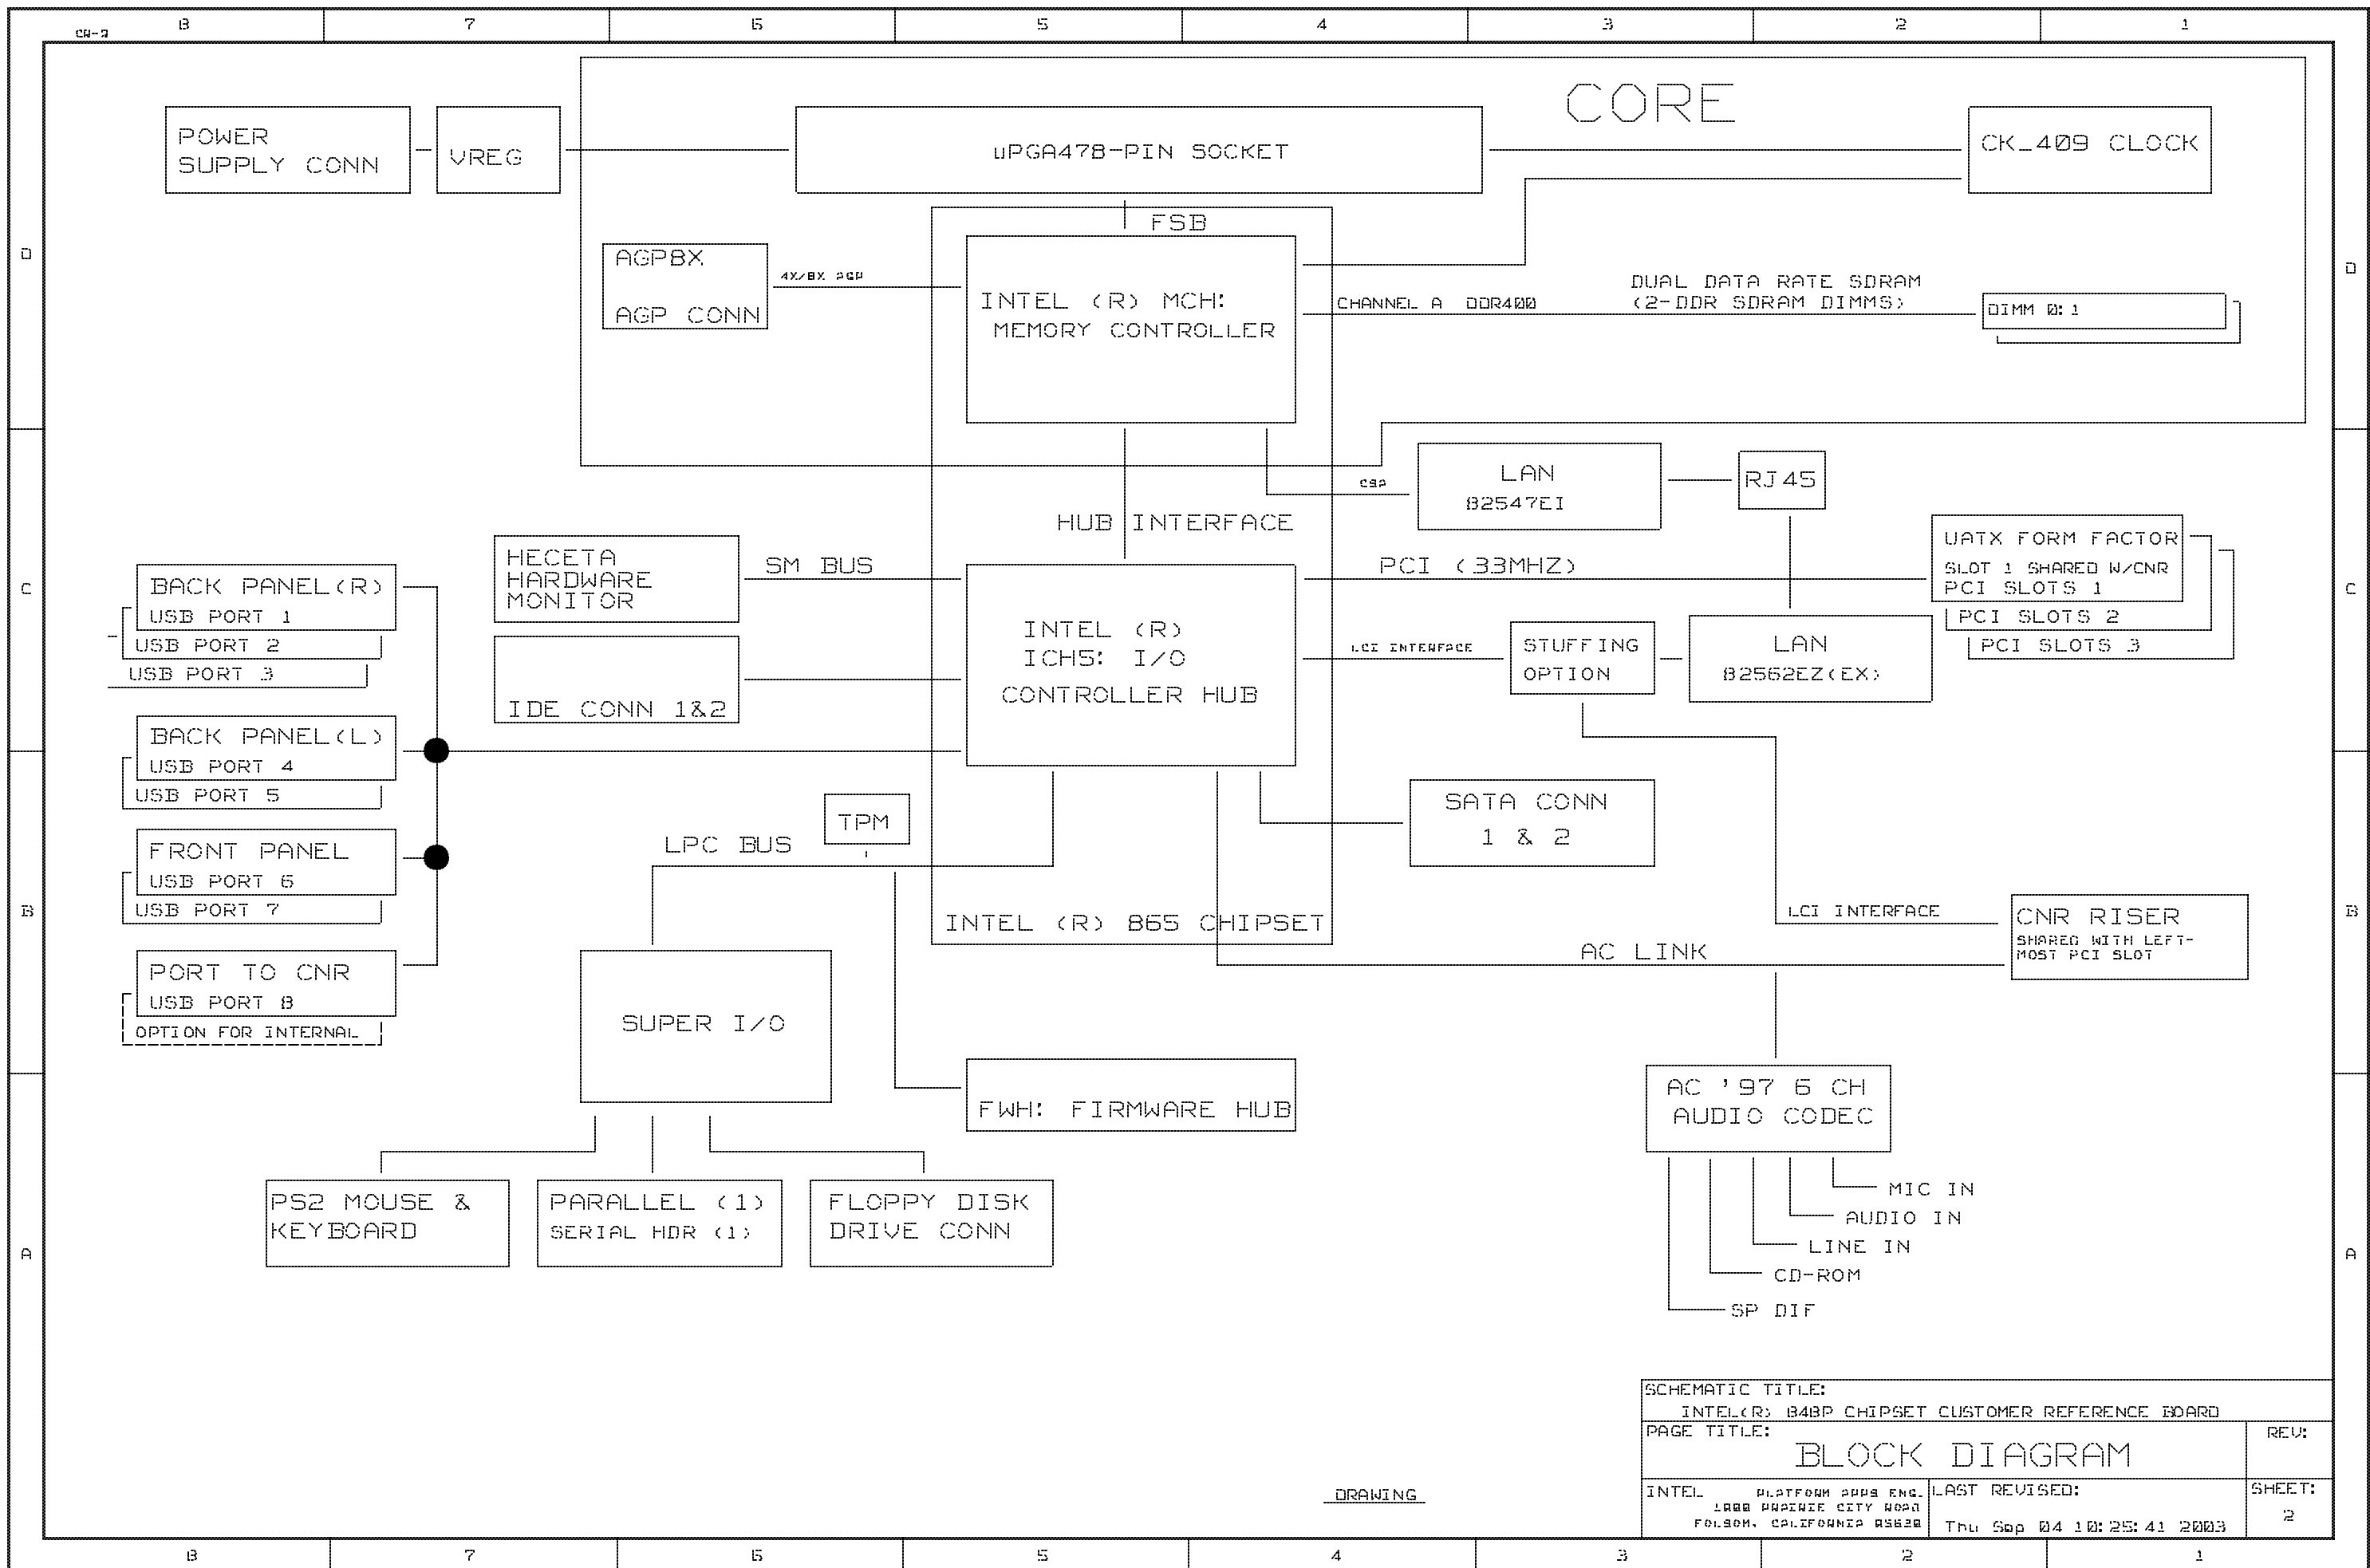 8 7 6 5 4 3 2 1
CORE
POWER
SUPPLY CONN
VREG
uPGA478-PIN SOCKET
CK_409 CLOCK
FSB
D
D
AGP8X
AGP CONN
4X/8X AGP
INTEL (R) MCH:
MEMORY CONTROLLER
CHANNEL A DDR400
DUAL DATA RATE SDRAM
(2-DDR SDRAM DIMMS)
DIMM 0:1
CSA
LAN
82547EI
RJ45
HUB INTERFACE
HECETA
HARDWARE
MONITOR
SM BUS
PCI (33MHZ)
UATX FORM FACTOR
SLOT 1 SHARED W/CNR
PCI SLOTS 1
PCI SLOTS 2
PCI SLOTS 3
C
C
BACK PANEL(R)
USB PORT 1
USB PORT 2
USB PORT 3
INTEL (R)
ICH5: I/O
CONTROLLER HUB
LCI INTERFACE
STUFFING
OPTION
LAN
82562EZ(EX)
IDE CONN 1&2
BACK PANEL(L)
USB PORT 4
USB PORT 5
TPM
LPC BUS
SATA CONN
1 & 2
FRONT PANEL
USB PORT 6
USB PORT 7
B
B
INTEL (R) 865 CHIPSET
LCI INTERFACE
CNR RISER
SHARED WITH LEFT-
MOST PCI SLOT
AC LINK
PORT TO CNR
USB PORT 8
OPTION FOR INTERNAL
SUPER I/O
FWH: FIRMWARE HUB
AC '97 6 CH
AUDIO CODEC
PS2 MOUSE &
KEYBOARD
PARALLEL (1)
SERIAL HDR (1)
FLOPPY DISK
DRIVE CONN
MIC IN
AUDIO IN
LINE IN
CD-ROM
SP DIF
A
A
SCHEMATIC TITLE:
INTEL(R) 848P CHIPSET CUSTOMER REFERENCE BOARD
PAGE TITLE:
BLOCK DIAGRAM
REV:
INTEL
PLATFORM APPS ENG.
1900 PRAIRIE CITY ROAD
FOLSOM, CALIFORNIA 95630
LAST REVISED:
Thu Sep 04 10:25:41 2003
SHEET:
2
DRAWING
8 7 6 5 4 3 2 1